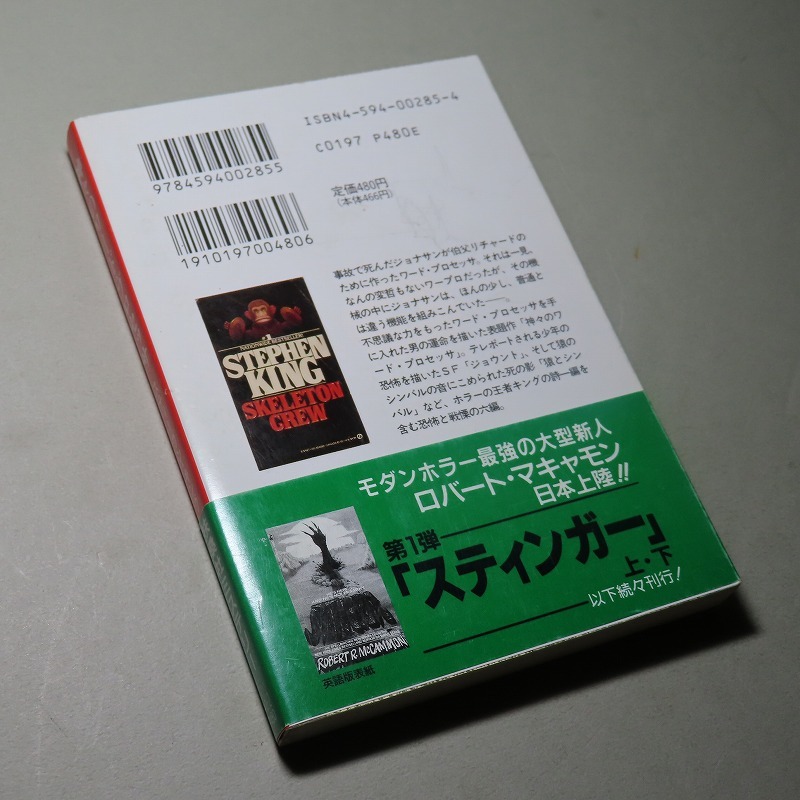 ISBN4-594-00285-4
C0197 P480E
9784594002855
定価480円
(本体466円)
1910197004806
事故で死んだジョナサンが伯父リチャードの
ために作ったワード・プロセッサ。それは一見、
なんの変哲もないワープロだったが、その機
械の中にジョナサンは、ほんの少し、普通と
は違う機能を組みこんでいた──。
不思議な力をもったワード・プロセッサを手
に入れた男の運命を描いた表題作「神々のワ
ード・プロセッサ」。テレポートされる少年の
恐怖を描いたSF「ジョウント」、そして猿の
シンバルの音にこめられた死の影「猿とシン
バル」など、ホラーの王者キングの詩一編を
含む恐怖と戦慄の六編。
#1
NATIONWIDE BESTSELLER!
STEPHEN
KING
SKELETON
CREW
モダンホラー最強の大型新人
ロバート・マキャモン
日本上陸!!
第1弾
「スティンガー」
上・下
以下続々刊行!
ROBERT R. McCAMMON
英語版表紙